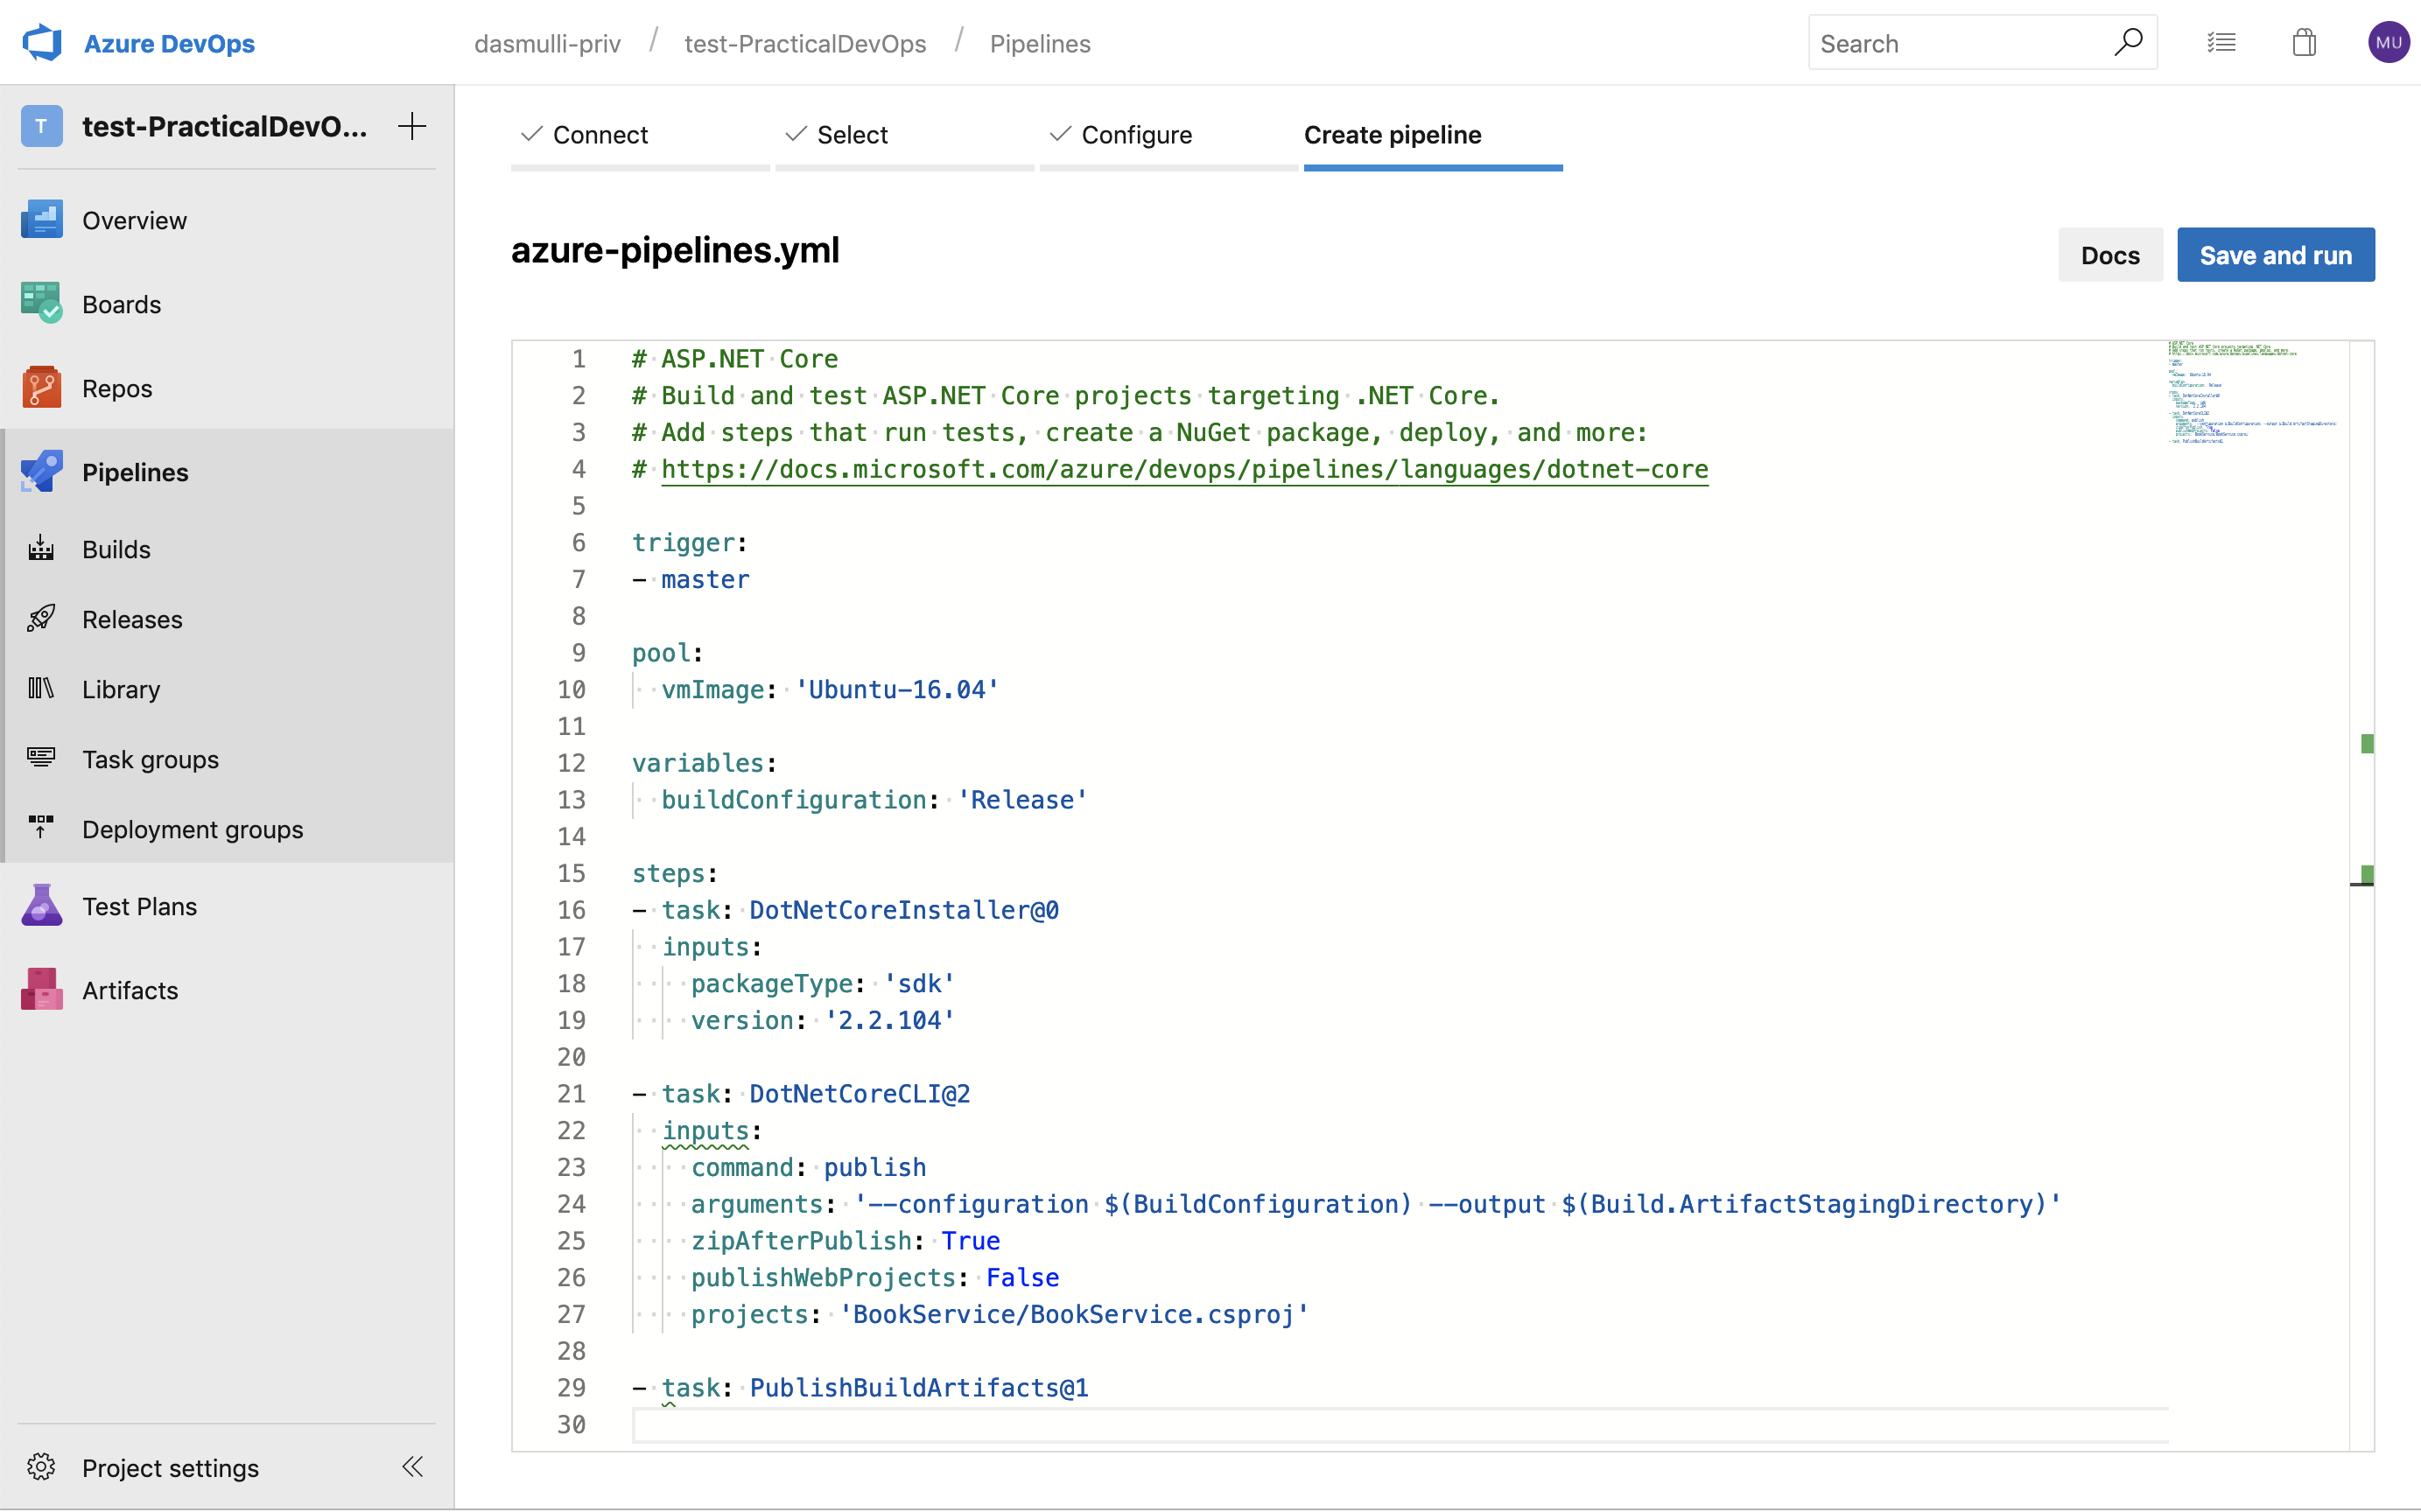 Azure DevOps
dasmulli-priv / test-PracticalDevOps / Pipelines
Search
MU
T test-PracticalDevO...
Overview
Boards
Repos
Pipelines
Builds
Releases
Library
Task groups
Deployment groups
Test Plans
Artifacts
Project settings
Connect Select Configure Create pipeline
azure-pipelines.yml
Docs Save and run
1 # ASP.NET Core
2 # Build and test ASP.NET Core projects targeting .NET Core.
3 # Add steps that run tests, create a NuGet package, deploy, and more:
4 # https://docs.microsoft.com/azure/devops/pipelines/languages/dotnet-core
5
6 trigger:
7 - master
8
9 pool:
10   vmImage: 'Ubuntu-16.04'
11
12 variables:
13   buildConfiguration: 'Release'
14
15 steps:
16 - task: DotNetCoreInstaller@0
17   inputs:
18     packageType: 'sdk'
19     version: '2.2.104'
20
21 - task: DotNetCoreCLI@2
22   inputs:
23     command: publish
24     arguments: '--configuration $(BuildConfiguration) --output $(Build.ArtifactStagingDirectory)'
25     zipAfterPublish: True
26     publishWebProjects: False
27     projects: 'BookService/BookService.csproj'
28
29 - task: PublishBuildArtifacts@1
30